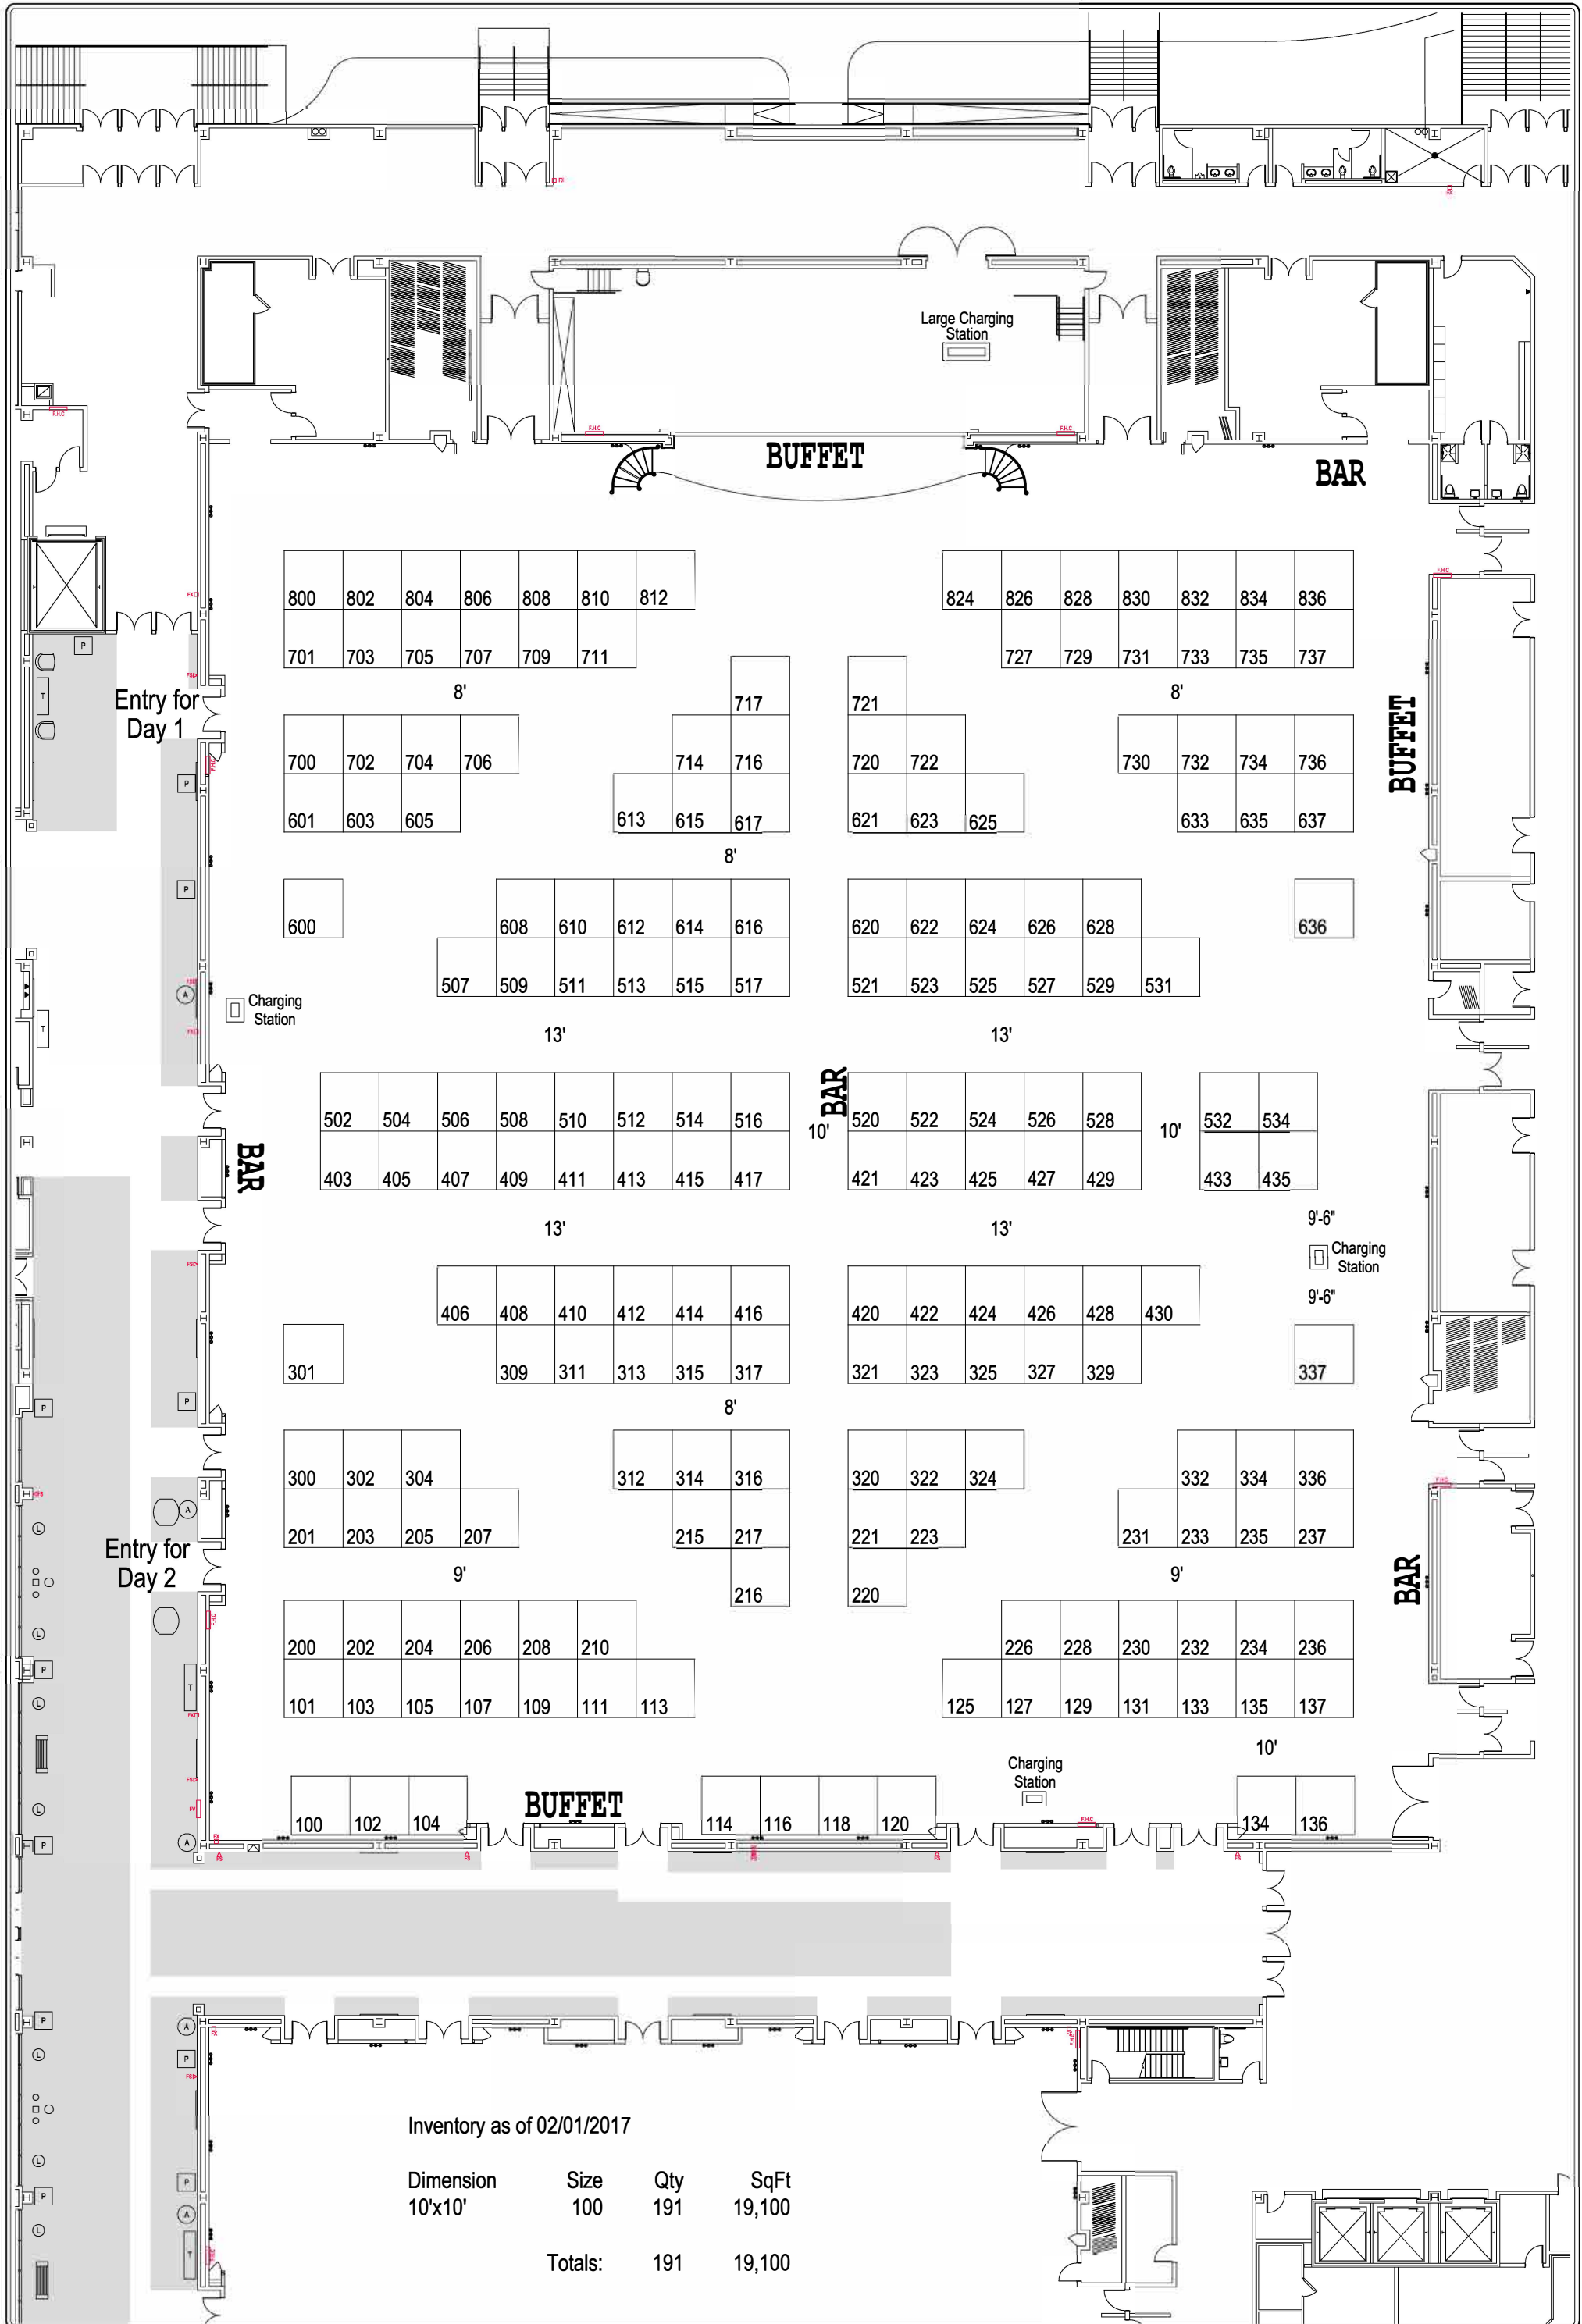 Large Charging
Station
BUFFET
BAR
F.H.C
F.H.C
F.H.C
800 802 804 806 808 810 812
824 826 828 830 832 834 836
F.H.C
701 703 705 707 709 711
727 729 731 733 735 737
P
T
Entry for
Day 1
8'
8'
717
721
BUFFET
700 702 704 706
714 716
720 722
730 732 734 736
P
601 603 605
613 615 617
621 623 625
633 635 637
8'
P
600
608 610 612 614 616
620 622 624 626 628
636
507 509 511 513 515 517
521 523 525 527 529 531
A
Charging
Station
T
13'
13'
502 504 506 508 510 512 514 516
BAR
520 522 524 526 528
532 534
10'
10'
BAR
403 405 407 409 411 413 415 417
421 423 425 427 429
433 435
13'
13'
9'-6"
Charging
Station
9'-6"
406 408 410 412 414 416
420 422 424 426 428 430
301
309 311 313 315 317
321 323 325 327 329
337
P
P
8'
300 302 304
312 314 316
320 322 324
332 334 336
F.H.C
A
L
201 203 205 207
215 217
221 223
231 233 235 237
Entry for
Day 2
9'
9'
BAR
216
220
L
200 202 204 206 208 210
226 228 230 232 234 236
P
T
L
101 103 105 107 109 111 113
125 127 129 131 133 135 137
10'
Charging
Station
BUFFET
L
100 102 104
114 116 118 120
134 136
F.H.C
P
A
P
A
L
P
F.H.C
L
Inventory as of 02/01/2017
P
P
Dimension Size Qty SqFt
10'x10' 100 191 19,100
A
L
T
Totals: 191 19,100